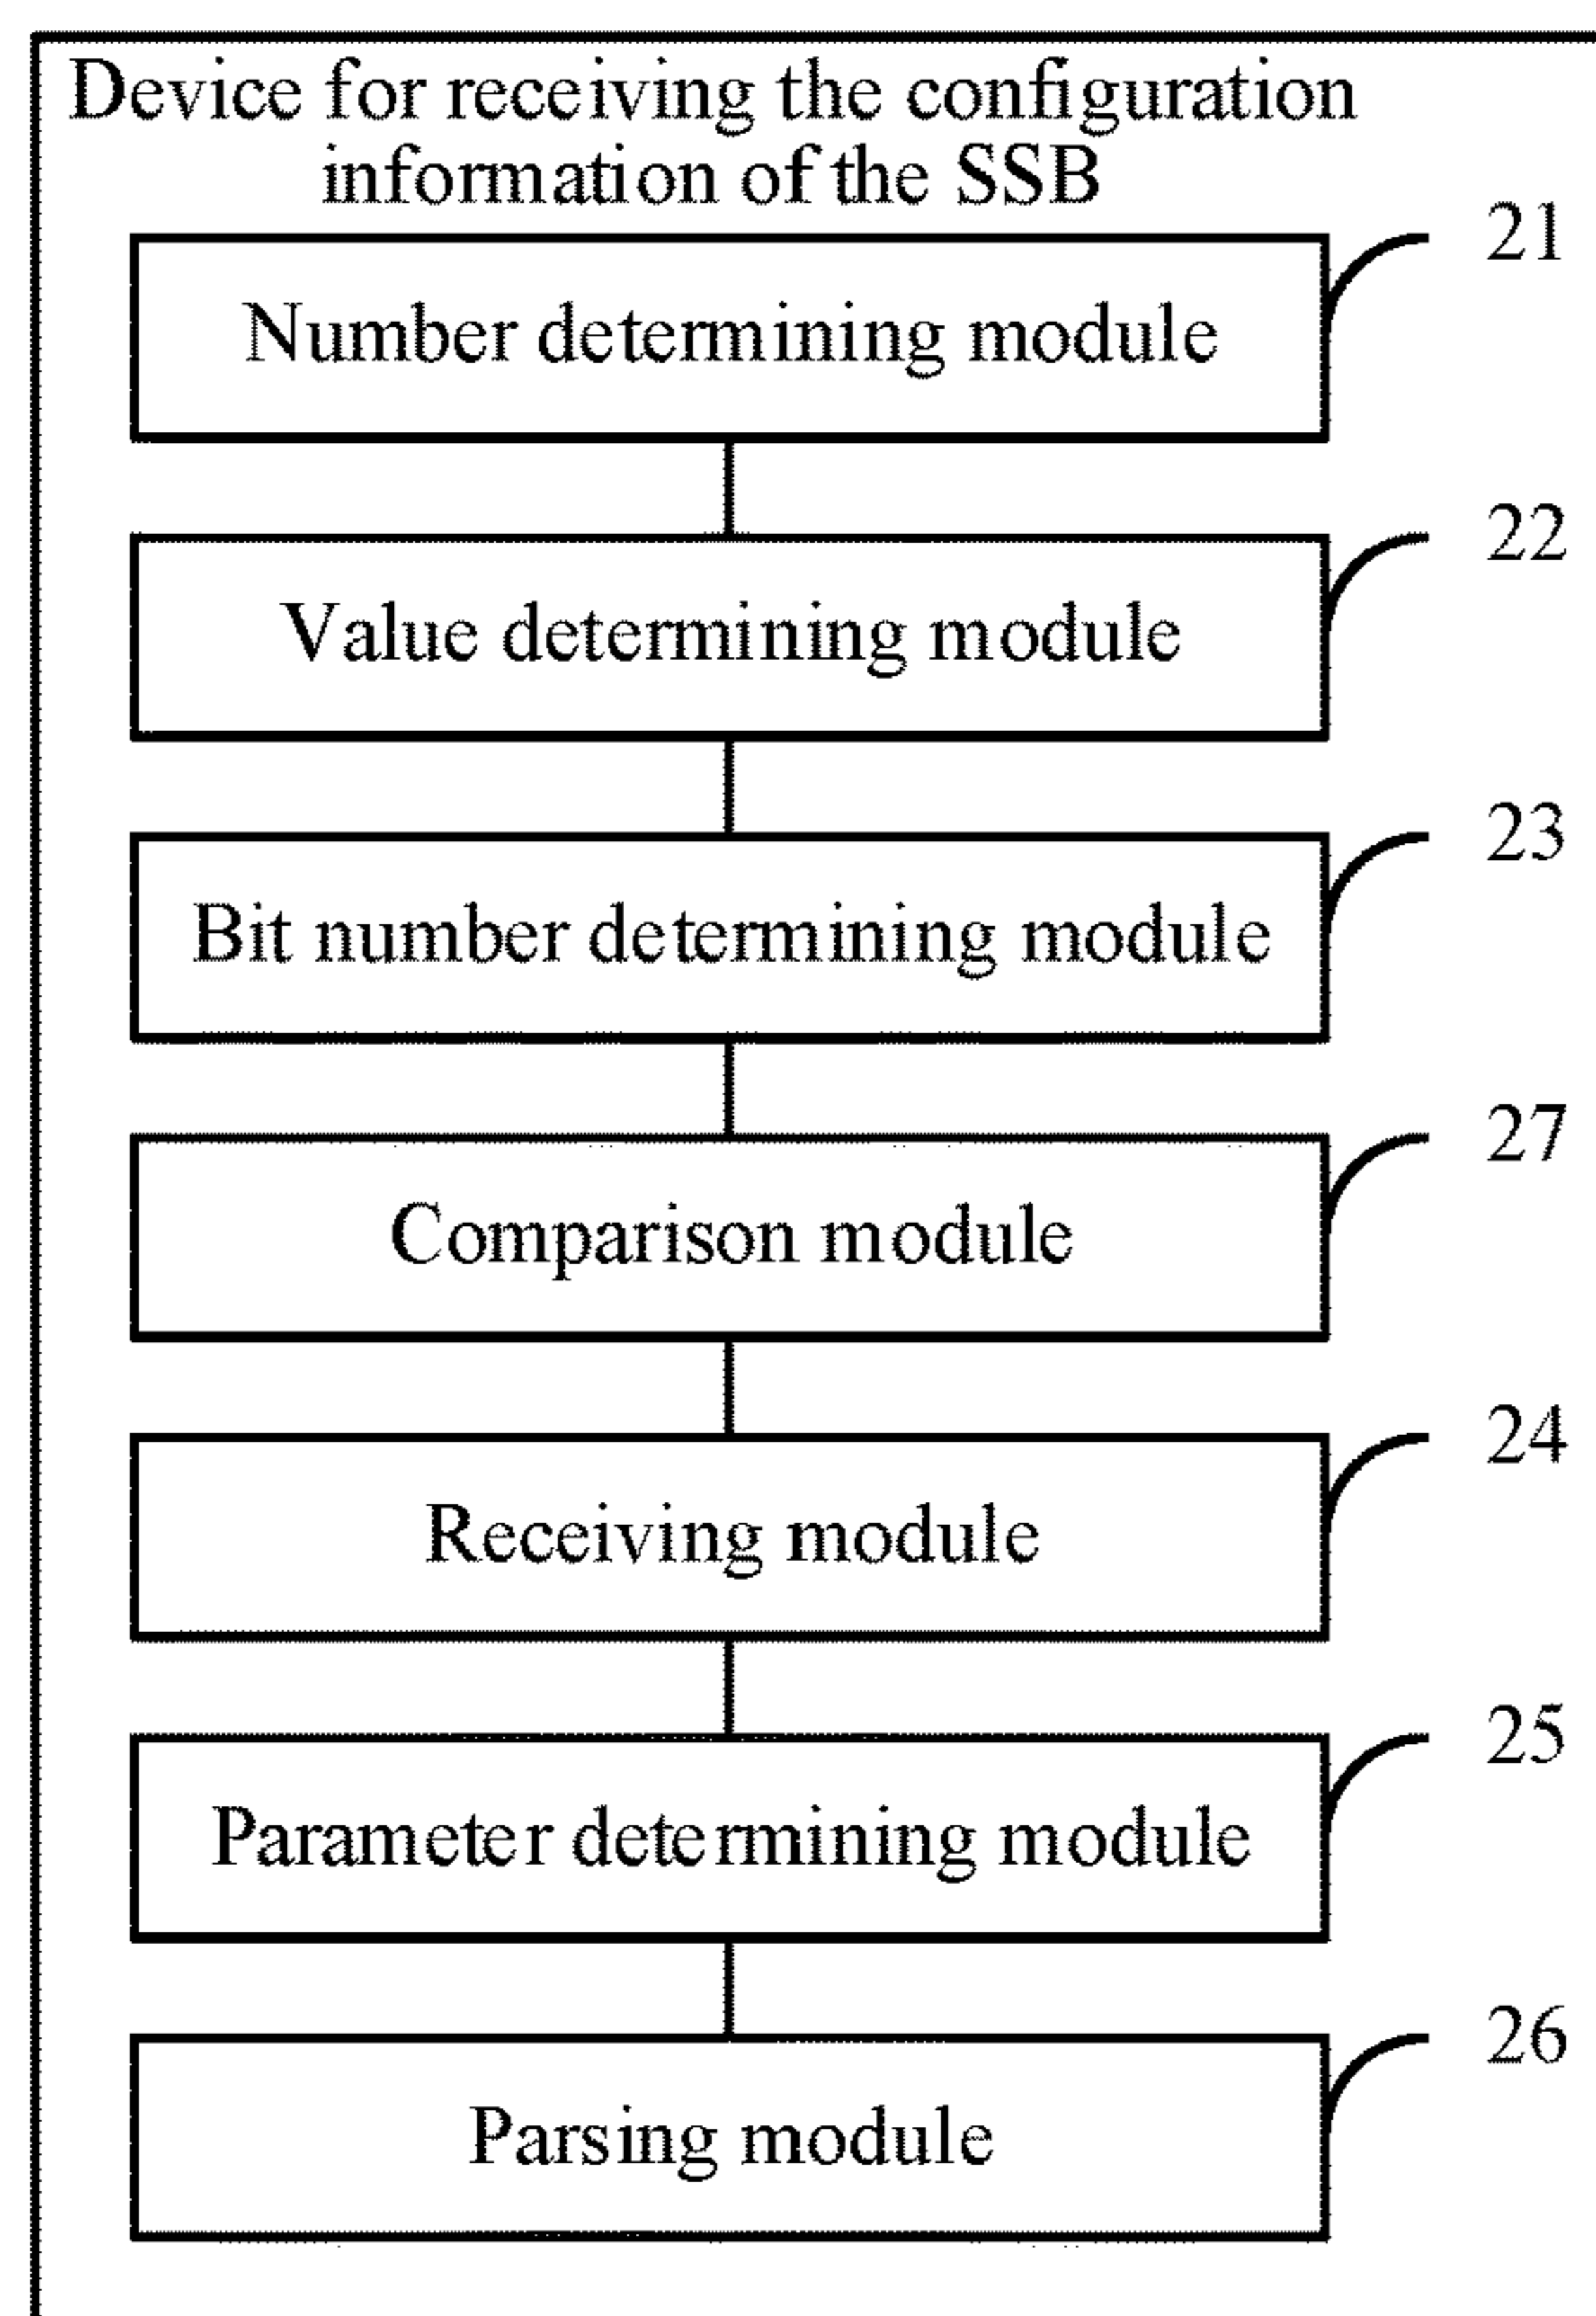 Device for receiving the configuration
information of the SSB
21
Number determining module
22
Value determining module
23
Bit number determining module
27
Comparison module
24
Receiving module
25
Parameter determining module
26
Parsing module